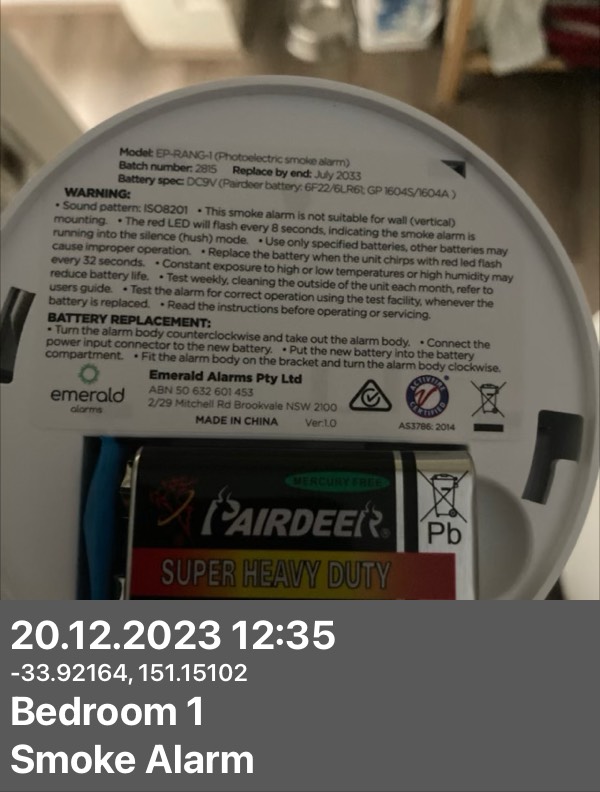 Model: EP-RANG-1 (Photoelectric smoke alarm)
Batch number: 2815 Replace by end: July 2033
Battery spec: DC9V (Pairdeer battery: 6F22/6LR61; GP 1604S/1604A )
WARNING:
• Sound pattern: ISO8201 • This smoke alarm is not suitable for wall (vertical)
mounting. • The red LED will flash every 8 seconds, indicating the smoke alarm is
running into the silence (hush) mode. • Use only specified batteries, other batteries may
cause improper operation. • Replace the battery when the unit chirps with red led flash
every 32 seconds. • Constant exposure to high or low temperatures or high humidity may
reduce battery life. • Test weekly, cleaning the outside of the unit each month, refer to
users guide. • Test the alarm for correct operation using the test facility, whenever the
battery is replaced. • Read the instructions before operating or servicing.
BATTERY REPLACEMENT:
• Turn the alarm body counterclockwise and take out the alarm body. • Connect the
power input connector to the new battery. • Put the new battery into the battery
compartment. • Fit the alarm body on the bracket and turn the alarm body clockwise.
emerald
alarms
Emerald Alarms Pty Ltd
ABN 50 632 601 453
2/29 Mitchell Rd Brookvale NSW 2100
MADE IN CHINA Ver:1.0
ACTIVFIRE
CERTIFIED
AS3786: 2014
MERCURY FREE
PAIRDEER®
Pb
SUPER HEAVY DUTY
20.12.2023 12:35
-33.92164, 151.15102
Bedroom 1
Smoke Alarm